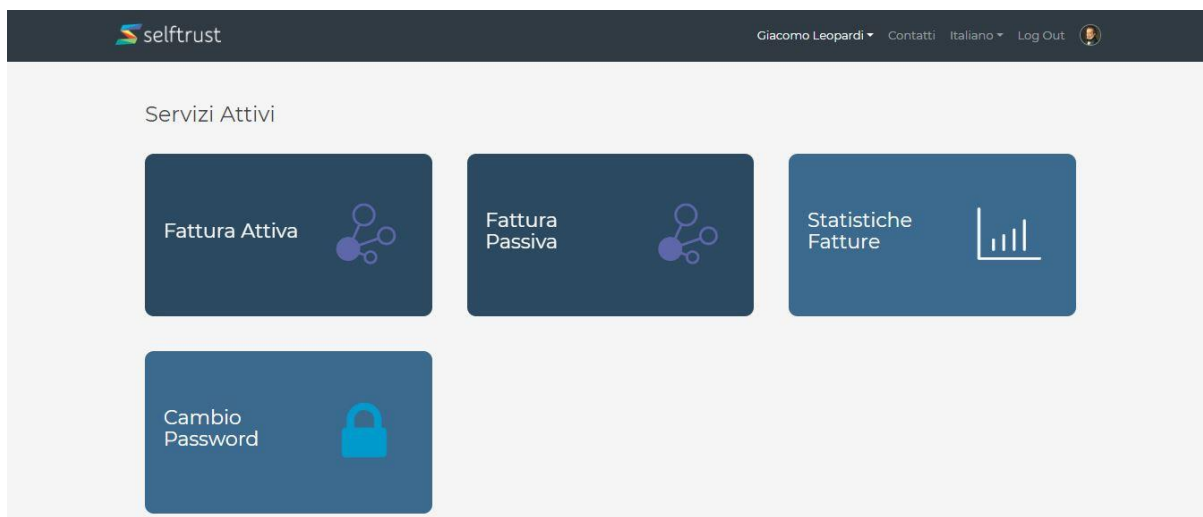 selftrust
Giacomo Leopardi Contatti Italiano Log Out
Servizi Attivi
Fattura Attiva
Fattura
Passiva
Statistiche
Fatture
Cambio
Password